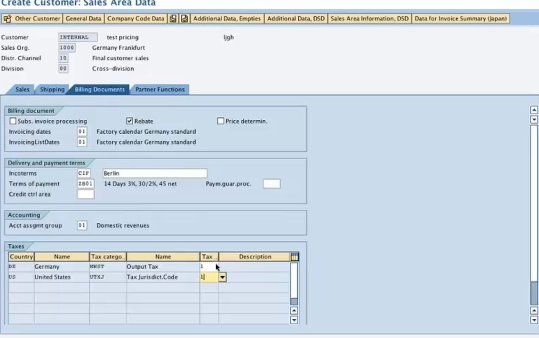 Create Customer: Sales Area Data
Other Customer General Data Company Code Data Additional Data, Empties Additional Data, DSD Sales Area Information, DSD Data for Invoice Summary (Japan)
Customer INTERNAL test pricing
Sales Org. 1000 Germany Frankfurt
Distr. Channel 10 Final customer sales
Division 00 Cross-division
Sales Shipping Billing Documents Partner Functions
Billing document
Subs. invoice processing Rebate Price determin.
Invoicing dates 01 Factory calendar Germany standard
InvoicingListDates 01 Factory calendar Germany standard
Delivery and payment terms
Incoterms CIF Berlin
Terms of payment ZB01 14 Days 3%, 30/2%, 45 net Paym.guar.proc.
Credit ctrl area
Accounting
Acct assgmt group 01 Domestic revenues
Taxes
Country Name Tax catego.. Name Tax .. Description
DE Germany MWST Output Tax 1
US United States UTXJ Tax Jurisdict.Code 1